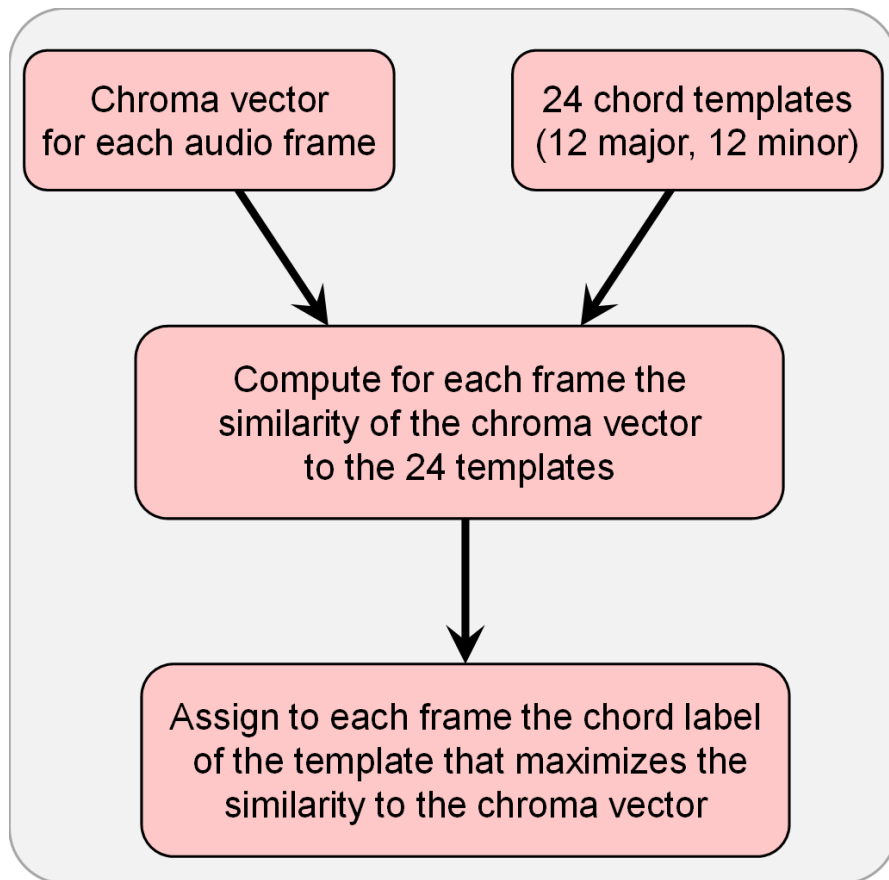 Chroma vector
for each audio frame
24 chord templates
(12 major, 12 minor)
Compute for each frame the
similarity of the chroma vector
to the 24 templates
Assign to each frame the chord label
of the template that maximizes the
similarity to the chroma vector